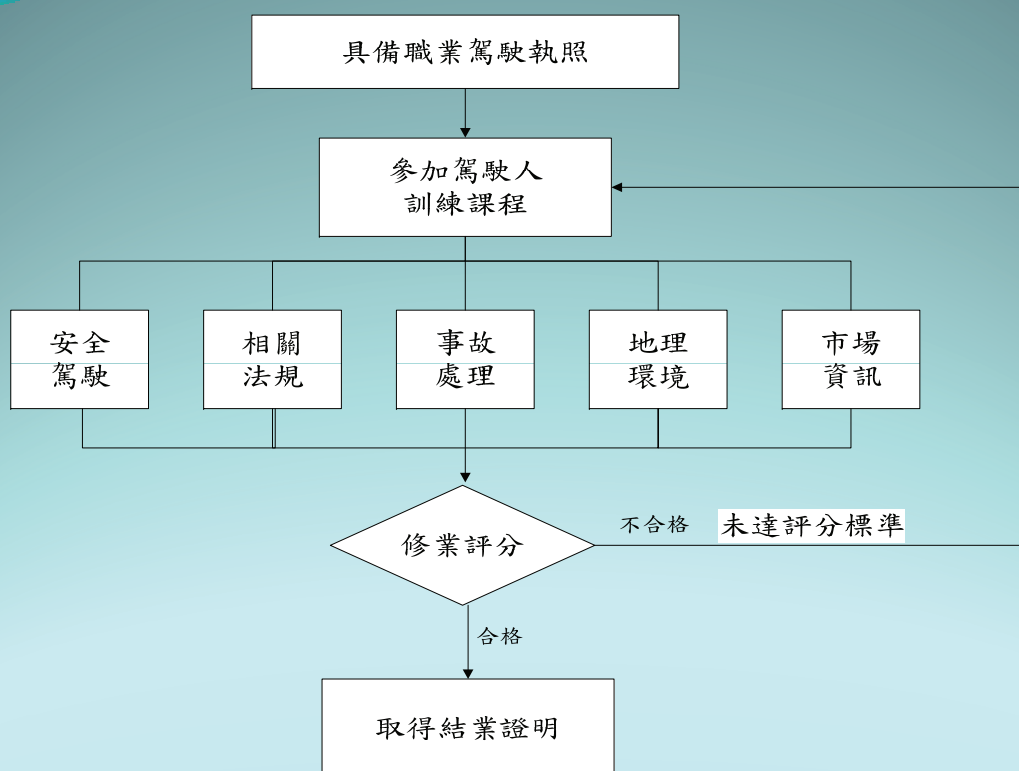 具備職業駕駛執照
參加駕駛人
訓練課程
安全
駕駛
相關
法規
事故
處理
地理
環境
市場
資訊
修業評分
不合格
未達評分標準
合格
取得結業證明